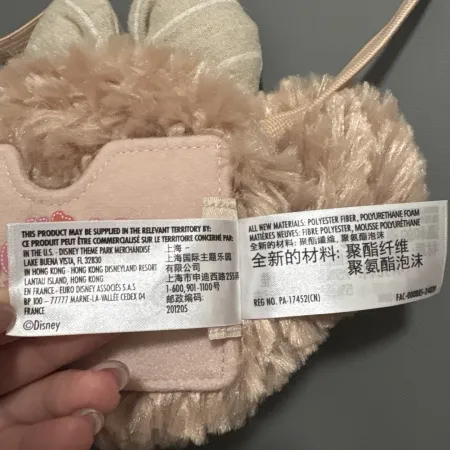 THIS PRODUCT MAY BE SUPPLIED IN THE RELEVANT TERRITORY BY:
CE PRODUIT PEUT ÊTRE COMMERCIALISÉ SUR LE TERRITOIRE CONCERNÉ PAR:
IN THE U.S. - DISNEY THEME PARK MERCHANDISE
LAKE BUENA VISTA, FL 32830
IN HONG KONG - HONG KONG DISNEYLAND RESORT
LANTAU ISLAND, HONG KONG
EN FRANCE - EURO DISNEY ASSOCIÉS S.A.S
BP 100 - 77777 MARNE-LA-VALLÉE CEDEX 04
FRANCE
上海 -
上海国际主题乐园
上海市申迪西路255弄
1-600, 901-1100号
邮政编码:
201205
©Disney
ALL NEW MATERIALS: POLYESTER FIBER, POLYURETHANE FOAM
MATIÈRES NEUVES: FIBRE POLYESTER, MOUSSE POLYURÉTHANE
全新的材料: 聚酯纖維, 聚氨酯泡沫
全新的材料: 聚酯纤维
聚氨酯泡沫
REG NO. PA-17452(CN)